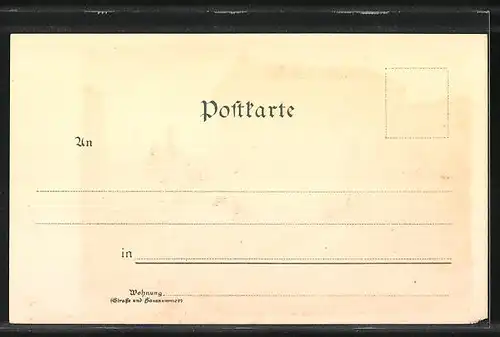 Postkarte
An
in
Wohnung
(Straße und Hausnummer)